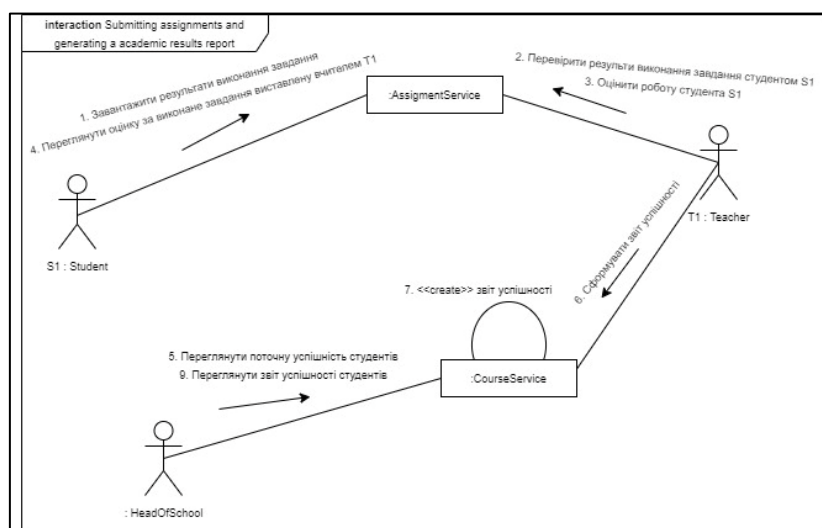 interaction Submitting assignments and
generating a academic results report
1. Завантажити результати виконання завдання
4. Переглянути оцінку за виконане завдання виставлену вчителем T1
2. Перевірити результи виконання завдання студентом S1
3. Оцінити роботу студента S1
:AssigmentService
S1 : Student
T1 : Teacher
6. Сформувати звіт успішності
7. <<create>> звіт успішності
5. Переглянути поточну успішність студентів
9. Переглянути звіт успішності студентів
:CourseService
: HeadOfSchool